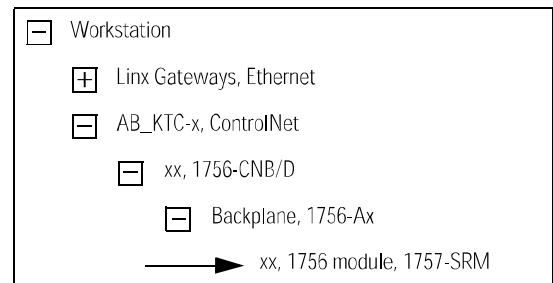 Workstation
Linx Gateways, Ethernet
AB_KTC-x, ControlNet
xx, 1756-CNB/D
Backplane, 1756-Ax
xx, 1756 module, 1757-SRM